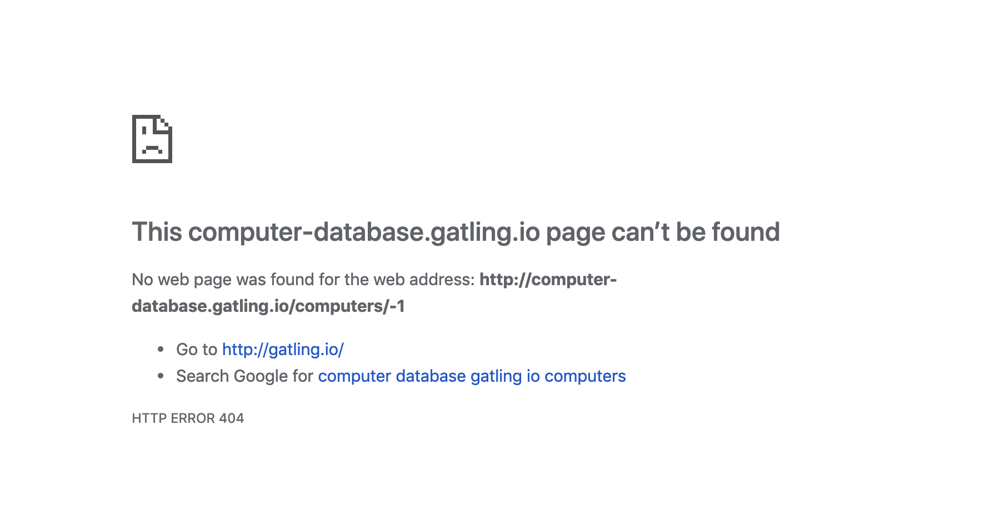 This computer-database.gatling.io page can’t be found
No web page was found for the web address: http://computer-
database.gatling.io/computers/-1
• Go to http://gatling.io/
• Search Google for computer database gatling io computers
HTTP ERROR 404